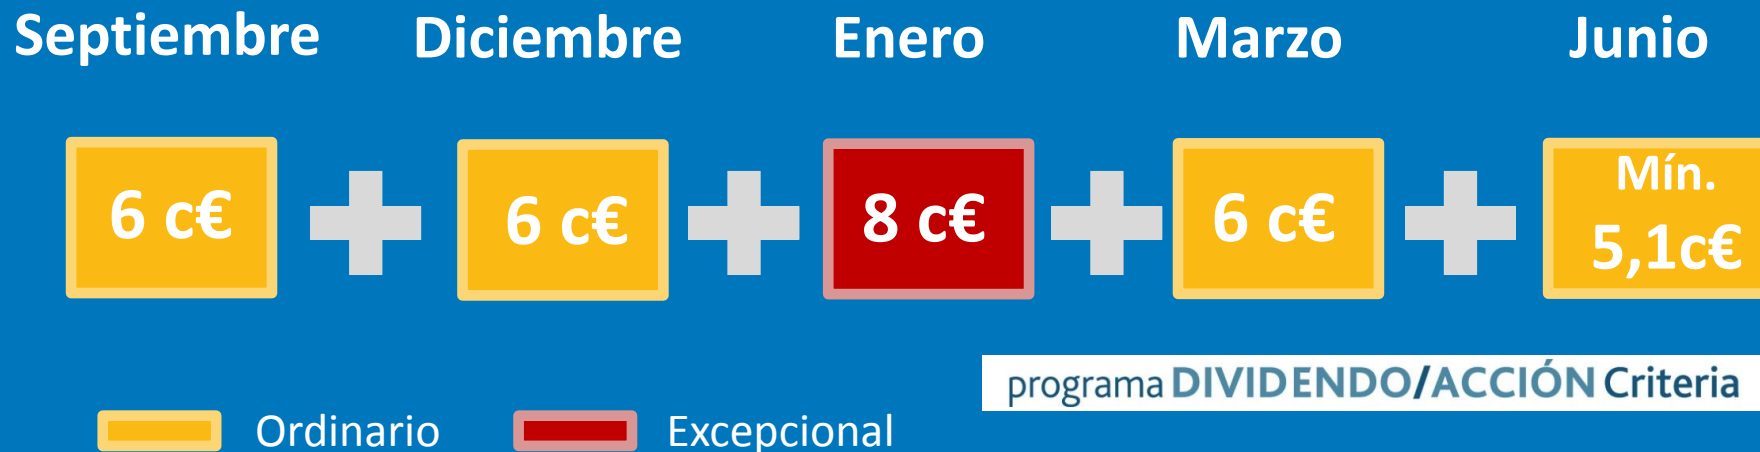 Septiembre Diciembre Enero Marzo Junio
6 c€ 6 c€ 8 c€ 6 c€ Mín.
5,1c€
programa DIVIDENDO/ACCIÓN Criteria
Ordinario Excepcional